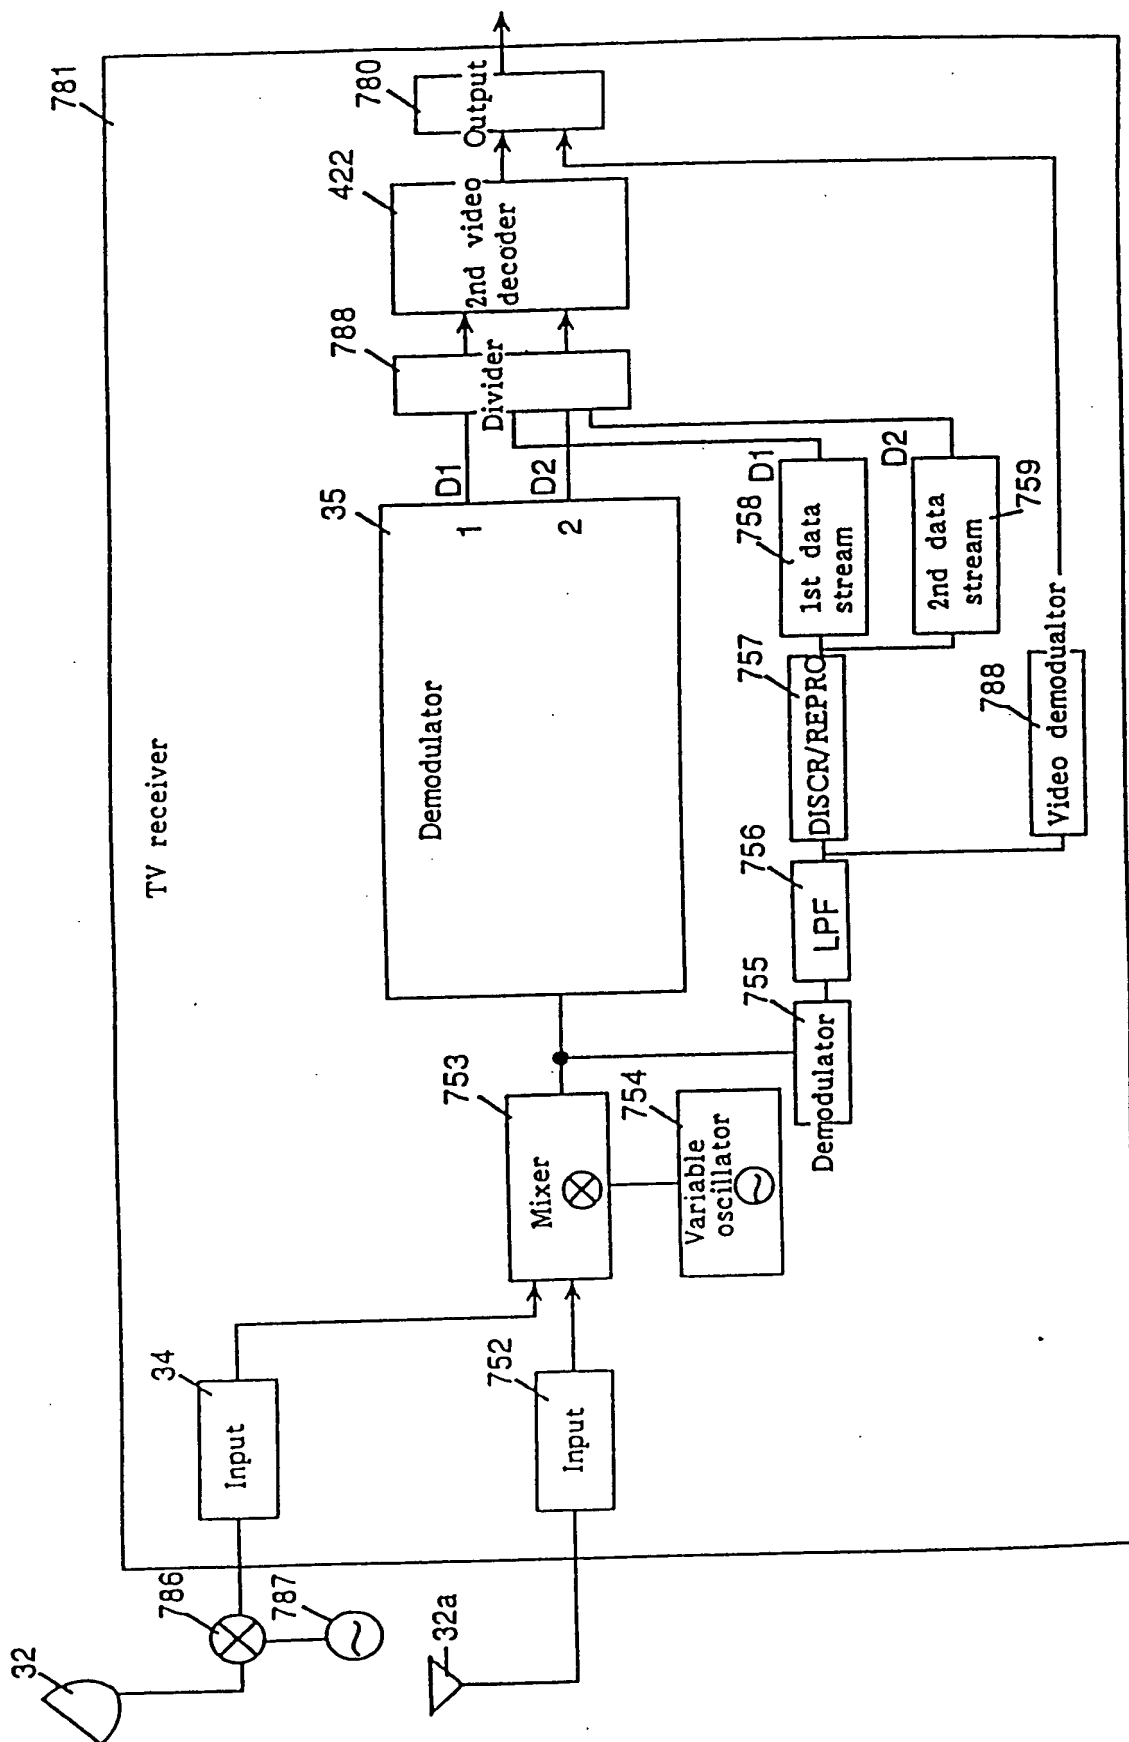 781
TV receiver
32
786
787
32a
34
Input
752
Input
753
Mixer
754
Variable
oscillator
35
Demodulator
1
2
D1
D2
788
Divider
422
2nd video
decoder
780
Output
755
Demodulator
756
LPF
757
DISCR/REPRO
758
1st data
stream
D1
759
2nd data
stream
D2
788
Video demodualtor